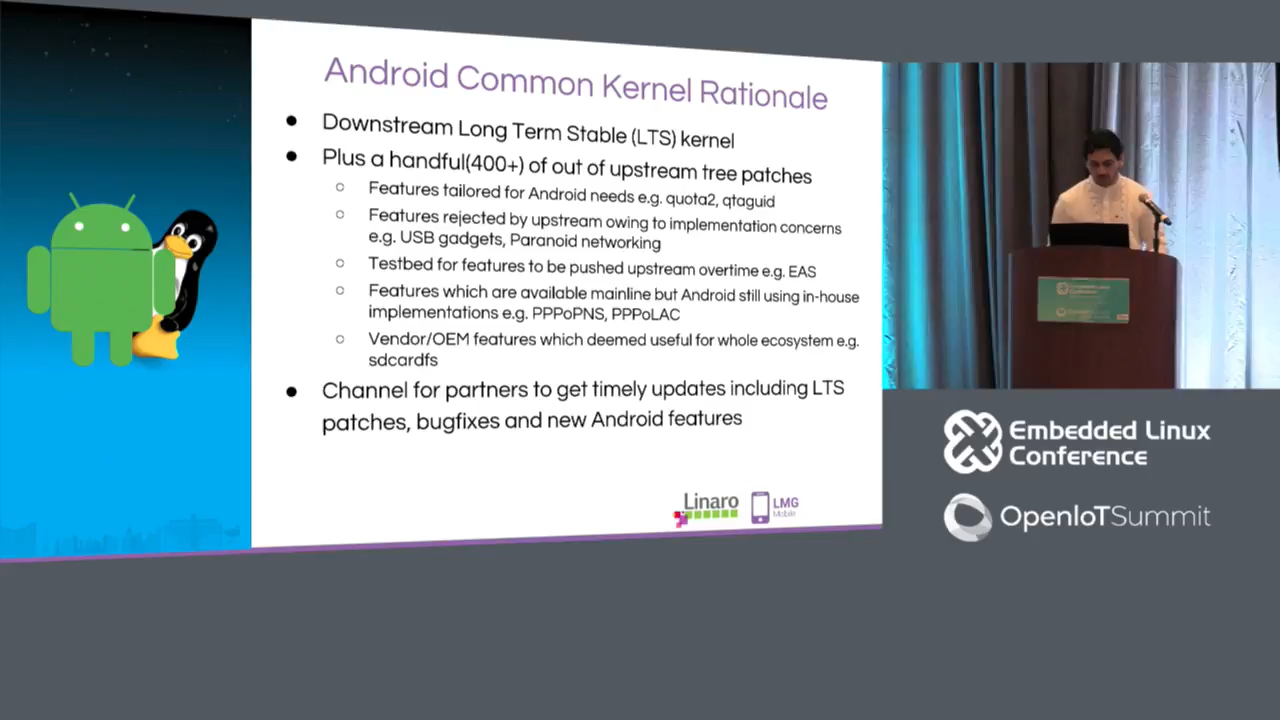 Android Common Kernel Rationale
Downstream Long Term Stable (LTS) kernel
Plus a handful(400+) of out of upstream tree patches
Features tailored for Android needs e.g. quota2, qtaguid
Features rejected by upstream owing to implementation concerns
e.g. USB gadgets, Paranoid networking
Testbed for features to be pushed upstream overtime e.g. EAS
Features which are available mainline but Android still using in-house
implementations e.g. PPPoPNS, PPPoLAC
Vendor/OEM features which deemed useful for whole ecosystem e.g.
sdcardfs
Channel for partners to get timely updates including LTS
patches, bugfixes and new Android features
Linaro
LMG
Mobile
Embedded Linux
Conference
OpenIoTSummit